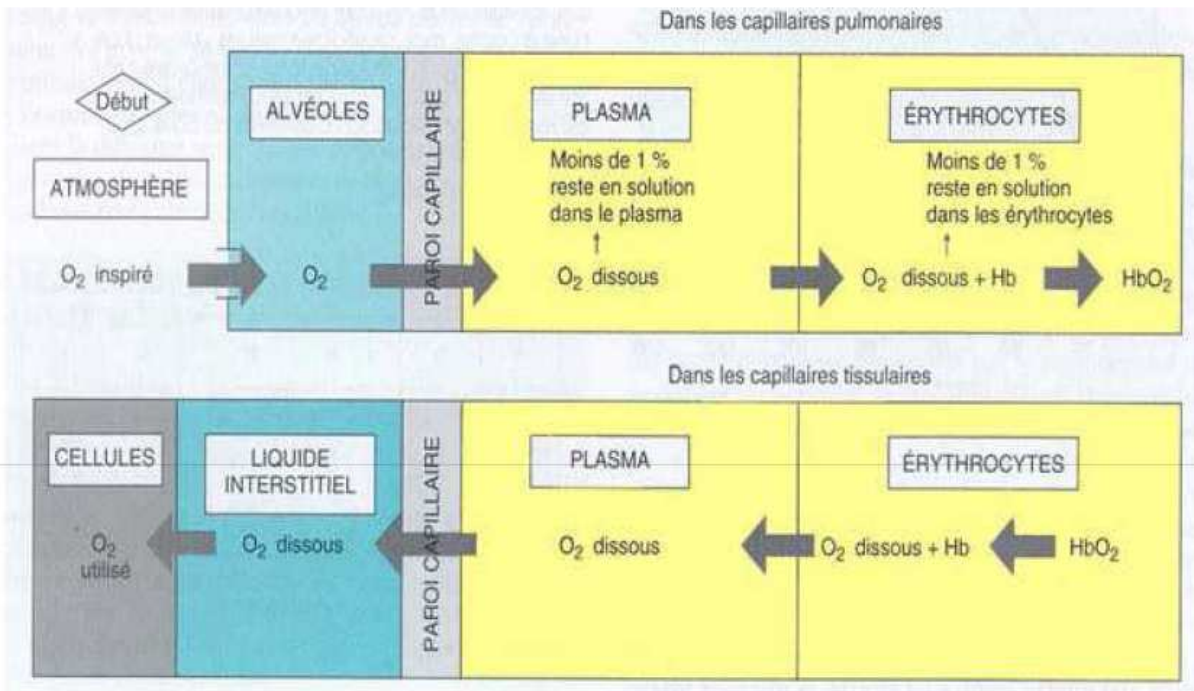 Dans les capillaires pulmonaires
Début
ATMOSPHÈRE
O₂ inspiré
ALVÉOLES
O₂
PAROI CAPILLAIRE
PLASMA
Moins de 1 %
reste en solution
dans le plasma
↑
O₂ dissous
ÉRYTHROCYTES
Moins de 1 %
reste en solution
dans les érythrocytes
↑
O₂ dissous + Hb
HbO₂
Dans les capillaires tissulaires
CELLULES
O₂
utilisé
LIQUIDE
INTERSTITIEL
O₂ dissous
PAROI CAPILLAIRE
PLASMA
O₂ dissous
ÉRYTHROCYTES
O₂ dissous + Hb
HbO₂